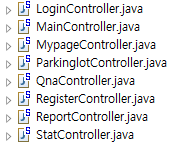 LoginController.java
MainController.java
MypageController.java
ParkinglotController.java
QnaController.java
RegisterController.java
ReportController.java
StatController.java